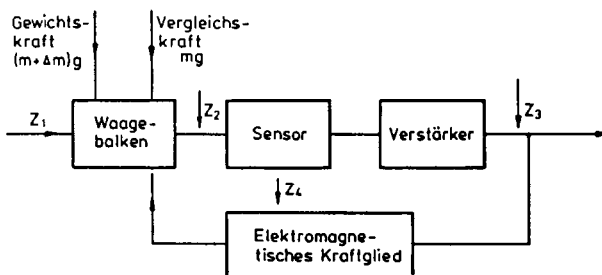 Gewichts-
kraft
(m+Δm)g
Vergleichs-
kraft
mg
Z₁
Waage-
balken
Z₂
Sensor
Verstärker
Z₃
Z₄
Elektromagne-
tisches Kraftglied